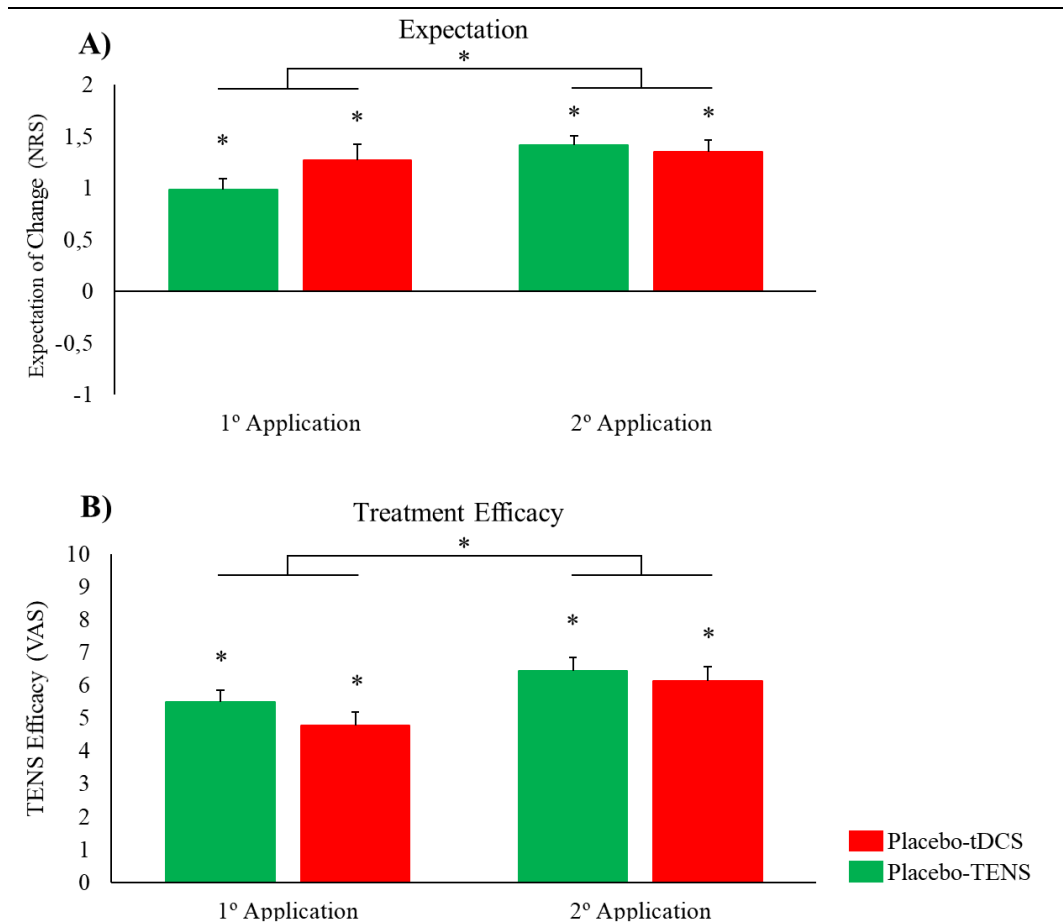 A)
Expectation
*
Expectation of Change (NRS)
2
1,5
1
0,5
0
-0,5
-1
* * * *
1º Application 2º Application
B)
Treatment Efficacy
*
TENS Efficacy (VAS)
10
9
8
7
6
5
4
3
2
1
0
* * * *
1º Application 2º Application
Placebo-tDCS
Placebo-TENS